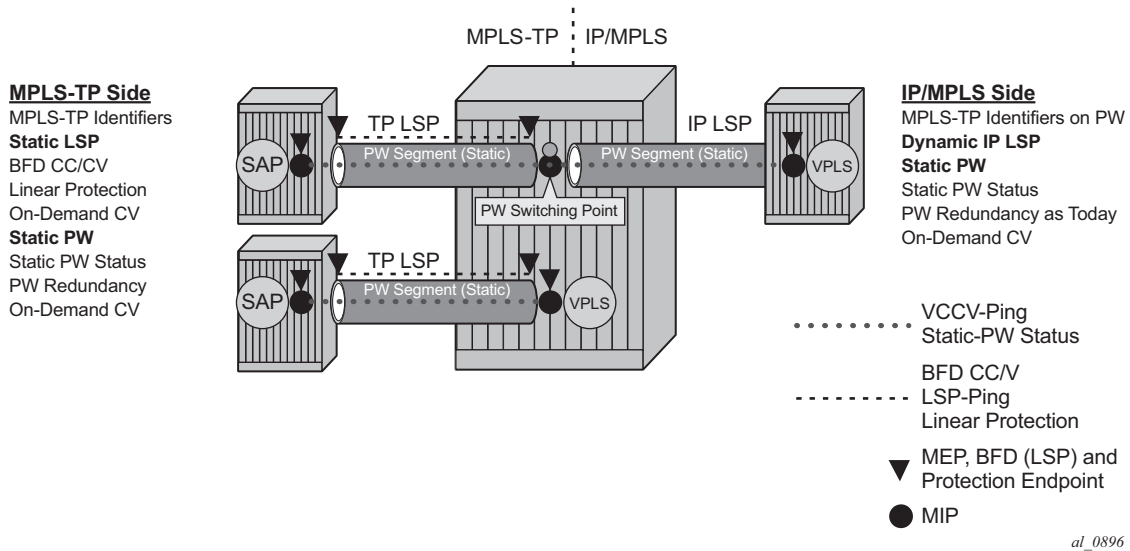 MPLS-TP IP/MPLS
MPLS-TP Side
MPLS-TP Identifiers
Static LSP
BFD CC/CV
Linear Protection
On-Demand CV
Static PW
Static PW Status
PW Redundancy
On-Demand CV
TP LSP
IP LSP
SAP
PW Segment (Static)
PW Segment (Static)
VPLS
PW Switching Point
TP LSP
SAP
PW Segment (Static)
VPLS
IP/MPLS Side
MPLS-TP Identifiers on PW
Dynamic IP LSP
Static PW
Static PW Status
PW Redundancy as Today
On-Demand CV
VCCV-Ping
Static-PW Status
BFD CC/V
LSP-Ping
Linear Protection
MEP, BFD (LSP) and
Protection Endpoint
MIP
al_0896